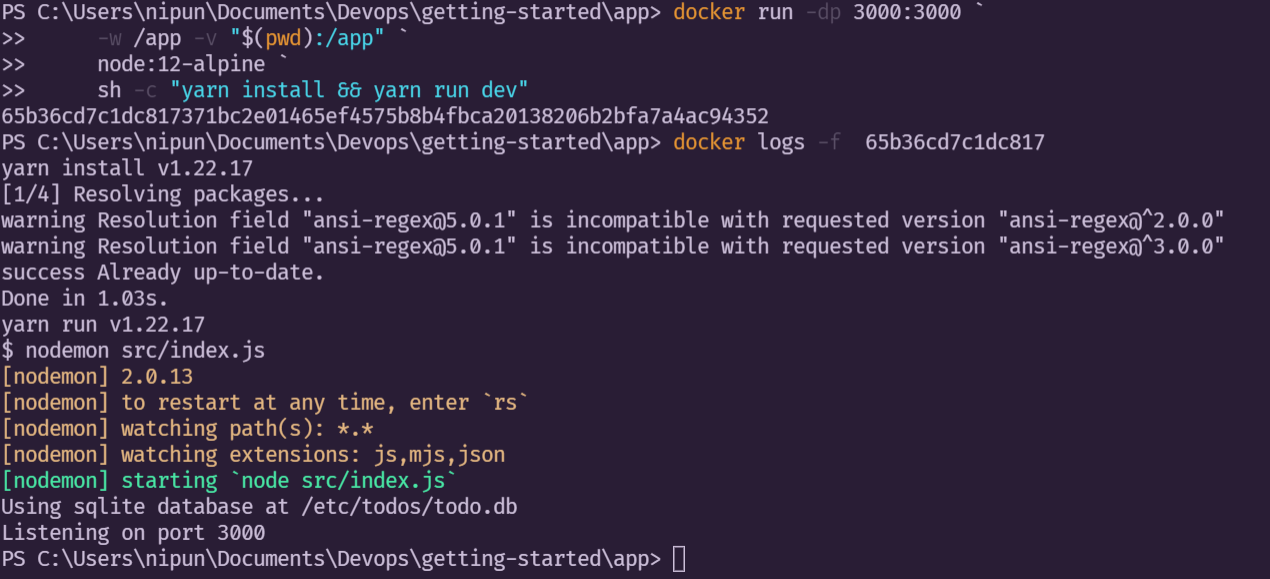 PS C:\Users\nipun\Documents\Devops\getting-started\app> docker run -dp 3000:3000 `
>>      -w /app -v "$(pwd):/app" `
>>      node:12-alpine `
>>      sh -c "yarn install && yarn run dev"
65b36cd7c1dc817371bc2e01465ef4575b8b4fbca20138206b2bfa7a4ac94352
PS C:\Users\nipun\Documents\Devops\getting-started\app> docker logs -f  65b36cd7c1dc817
yarn install v1.22.17
[1/4] Resolving packages...
warning Resolution field "ansi-regex@5.0.1" is incompatible with requested version "ansi-regex@^2.0.0"
warning Resolution field "ansi-regex@5.0.1" is incompatible with requested version "ansi-regex@^3.0.0"
success Already up-to-date.
Done in 1.03s.
yarn run v1.22.17
$ nodemon src/index.js
[nodemon] 2.0.13
[nodemon] to restart at any time, enter `rs`
[nodemon] watching path(s): *.*
[nodemon] watching extensions: js,mjs,json
[nodemon] starting `node src/index.js`
Using sqlite database at /etc/todos/todo.db
Listening on port 3000
PS C:\Users\nipun\Documents\Devops\getting-started\app>